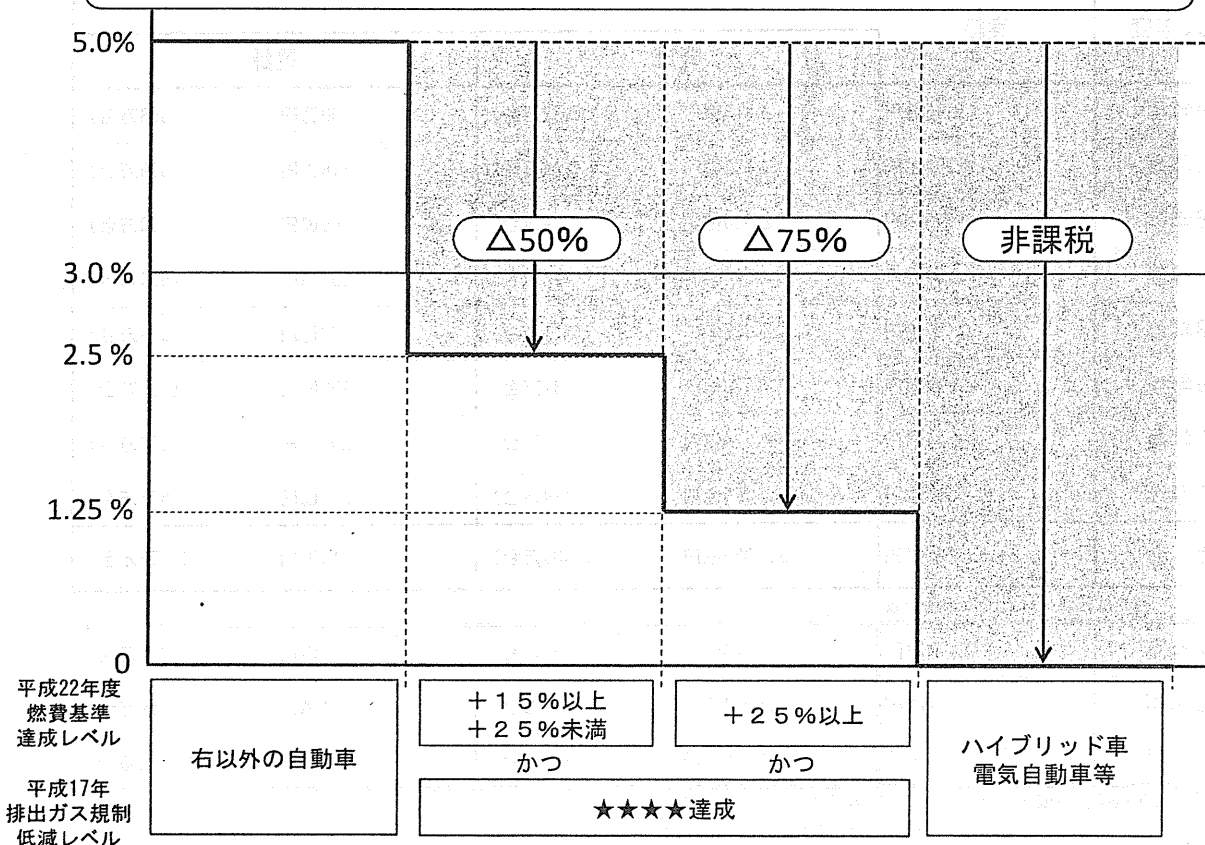 5.0%
△50%
△75%
非課税
3.0%
2.5%
1.25%
0
平成22年度
燃費基準
達成レベル
右以外の自動車
+15%以上
+25%未満
+25%以上
かつ
かつ
ハイブリッド車
電気自動車等
平成17年
排出ガス規制
低減レベル
★★★★達成